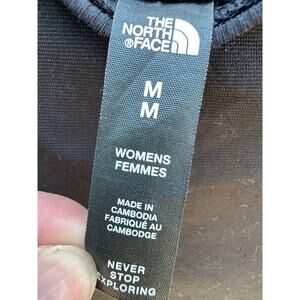 THE
NORTH
FACE
M
M
WOMENS
FEMMES
MADE IN
CAMBODIA
FABRIQUÉ AU
CAMBODGE
NEVER
STOP
EXPLORING